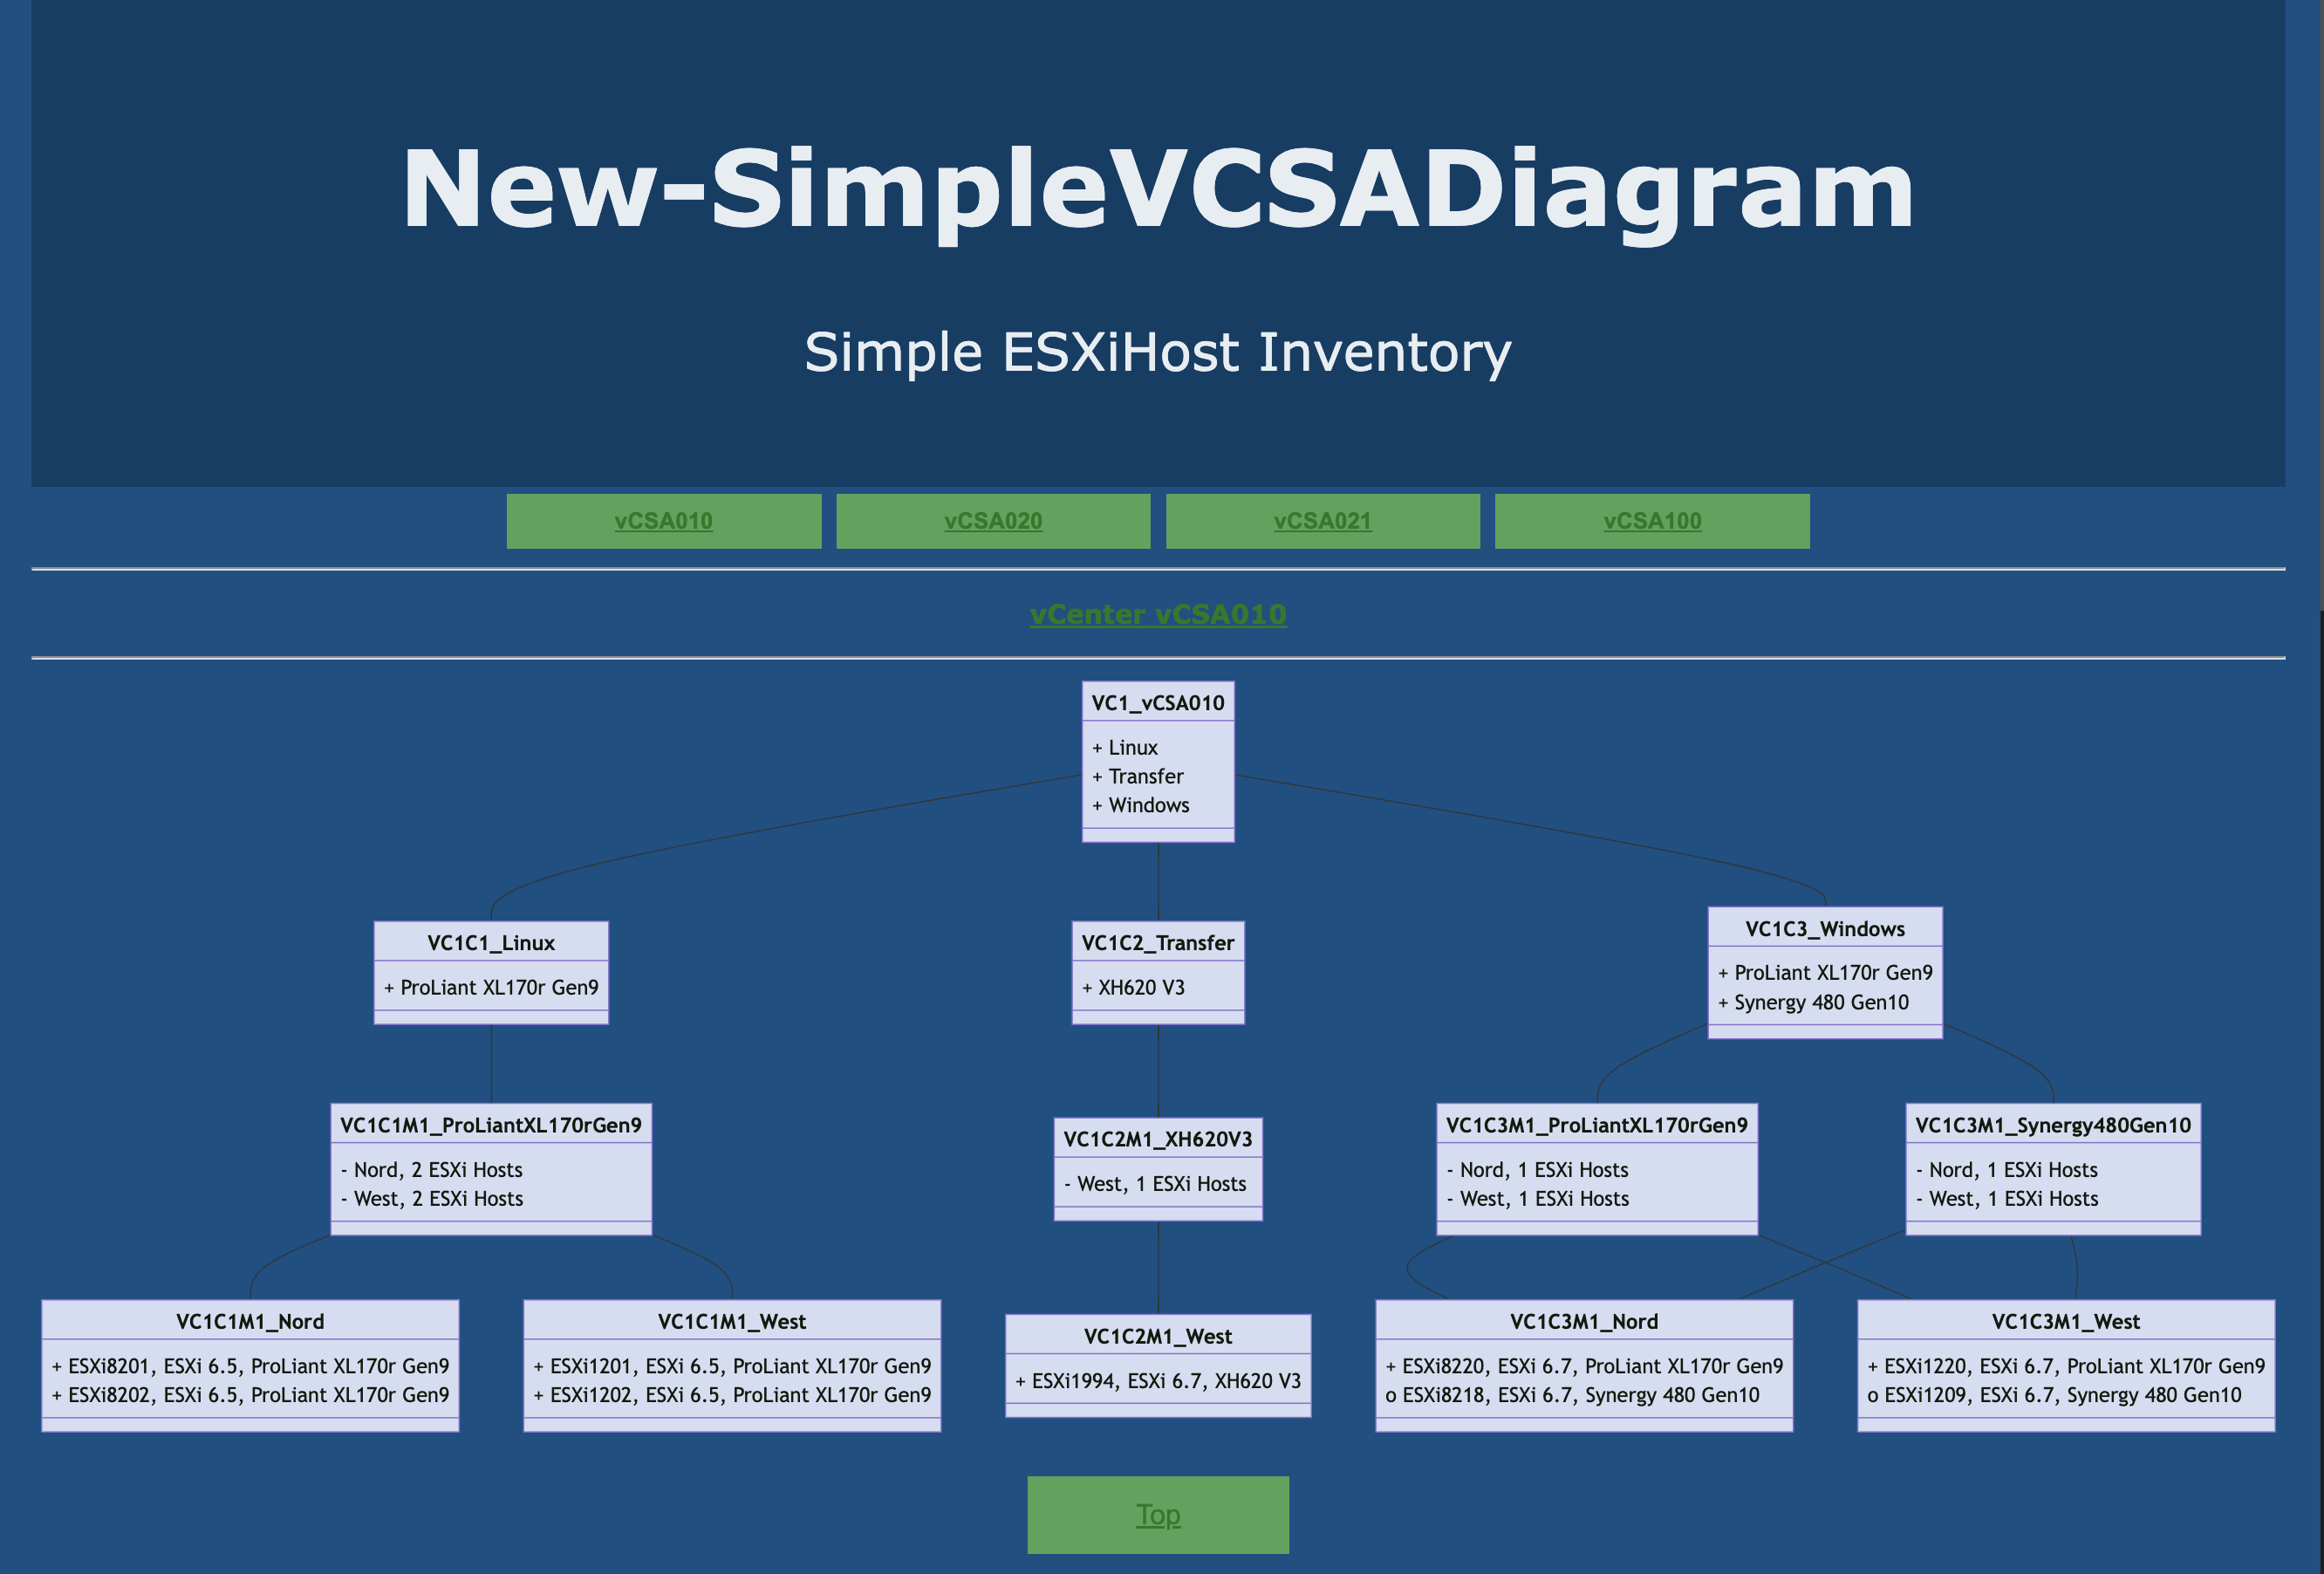 New-SimpleVCSADiagram
Simple ESXiHost Inventory
vCSA010
vCSA020
vCSA021
vCSA100
vCenter vCSA010
VC1_vCSA010
+ Linux
+ Transfer
+ Windows
VC1C1_Linux
+ ProLiant XL170r Gen9
VC1C2_Transfer
+ XH620 V3
VC1C3_Windows
+ ProLiant XL170r Gen9
+ Synergy 480 Gen10
VC1C1M1_ProLiantXL170rGen9
- Nord, 2 ESXi Hosts
- West, 2 ESXi Hosts
VC1C2M1_XH620V3
- West, 1 ESXi Hosts
VC1C3M1_ProLiantXL170rGen9
- Nord, 1 ESXi Hosts
- West, 1 ESXi Hosts
VC1C3M1_Synergy480Gen10
- Nord, 1 ESXi Hosts
- West, 1 ESXi Hosts
VC1C1M1_Nord
+ ESXi8201, ESXi 6.5, ProLiant XL170r Gen9
+ ESXi8202, ESXi 6.5, ProLiant XL170r Gen9
VC1C1M1_West
+ ESXi1201, ESXi 6.5, ProLiant XL170r Gen9
+ ESXi1202, ESXi 6.5, ProLiant XL170r Gen9
VC1C2M1_West
+ ESXi1994, ESXi 6.7, XH620 V3
VC1C3M1_Nord
+ ESXi8220, ESXi 6.7, ProLiant XL170r Gen9
o ESXi8218, ESXi 6.7, Synergy 480 Gen10
VC1C3M1_West
+ ESXi1220, ESXi 6.7, ProLiant XL170r Gen9
o ESXi1209, ESXi 6.7, Synergy 480 Gen10
Top